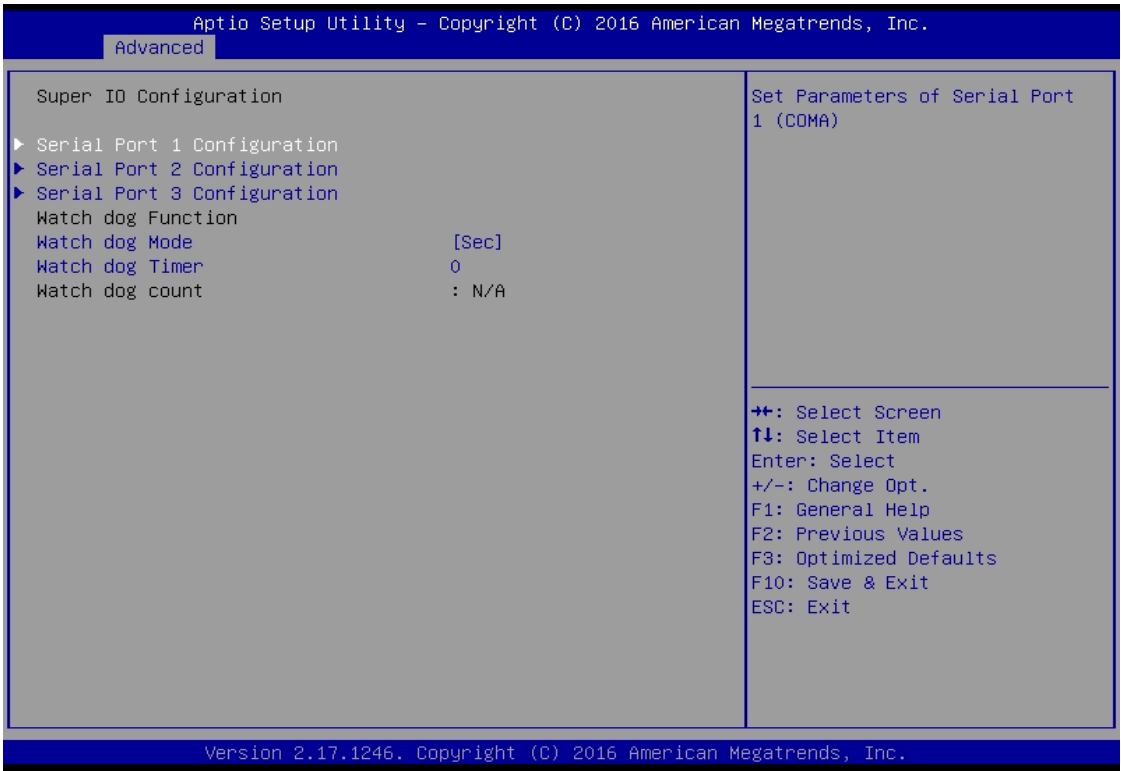 Aptio Setup Utility – Copyright (C) 2016 American Megatrends, Inc.
Advanced
Super IO Configuration
▶ Serial Port 1 Configuration
▶ Serial Port 2 Configuration
▶ Serial Port 3 Configuration
Watch dog Function
Watch dog Mode [Sec]
Watch dog Timer 0
Watch dog count : N/A
Set Parameters of Serial Port
1 (COMA)
→←: Select Screen
↑↓: Select Item
Enter: Select
+/-: Change Opt.
F1: General Help
F2: Previous Values
F3: Optimized Defaults
F10: Save & Exit
ESC: Exit
Version 2.17.1246. Copyright (C) 2016 American Megatrends, Inc.